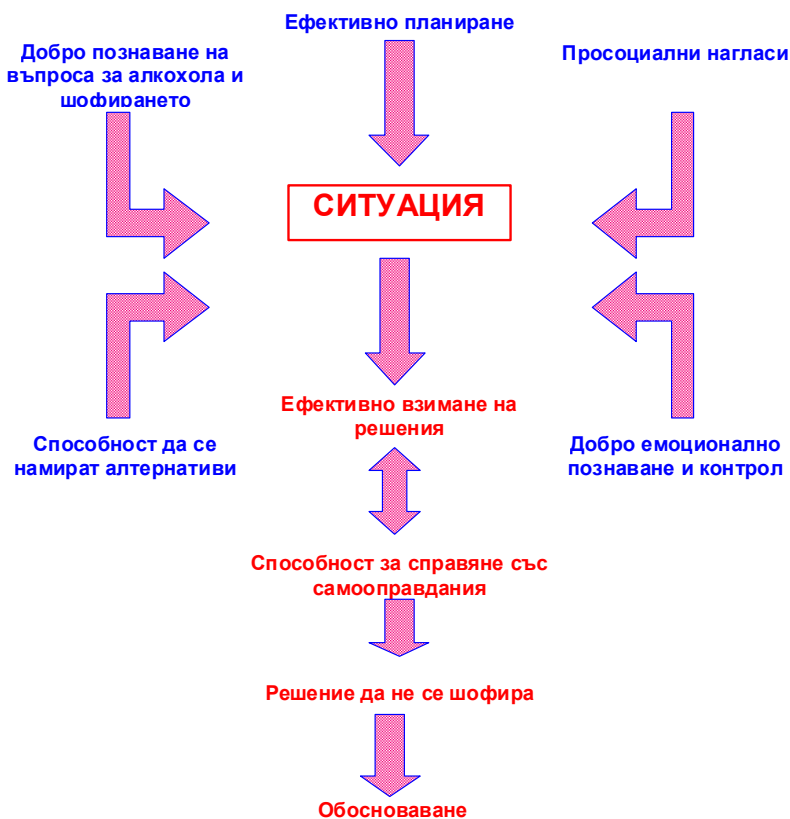 Ефективно планиране
Добро познаване на
въпроса за алкохола и
шофирането
Просоциални нагласи
СИТУАЦИЯ
Ефективно взимане на
решения
Способност да се
намират алтернативи
Добро емоционално
познаване и контрол
Способност за справяне със
самооправдания
Решение да не се шофира
Обосноваване